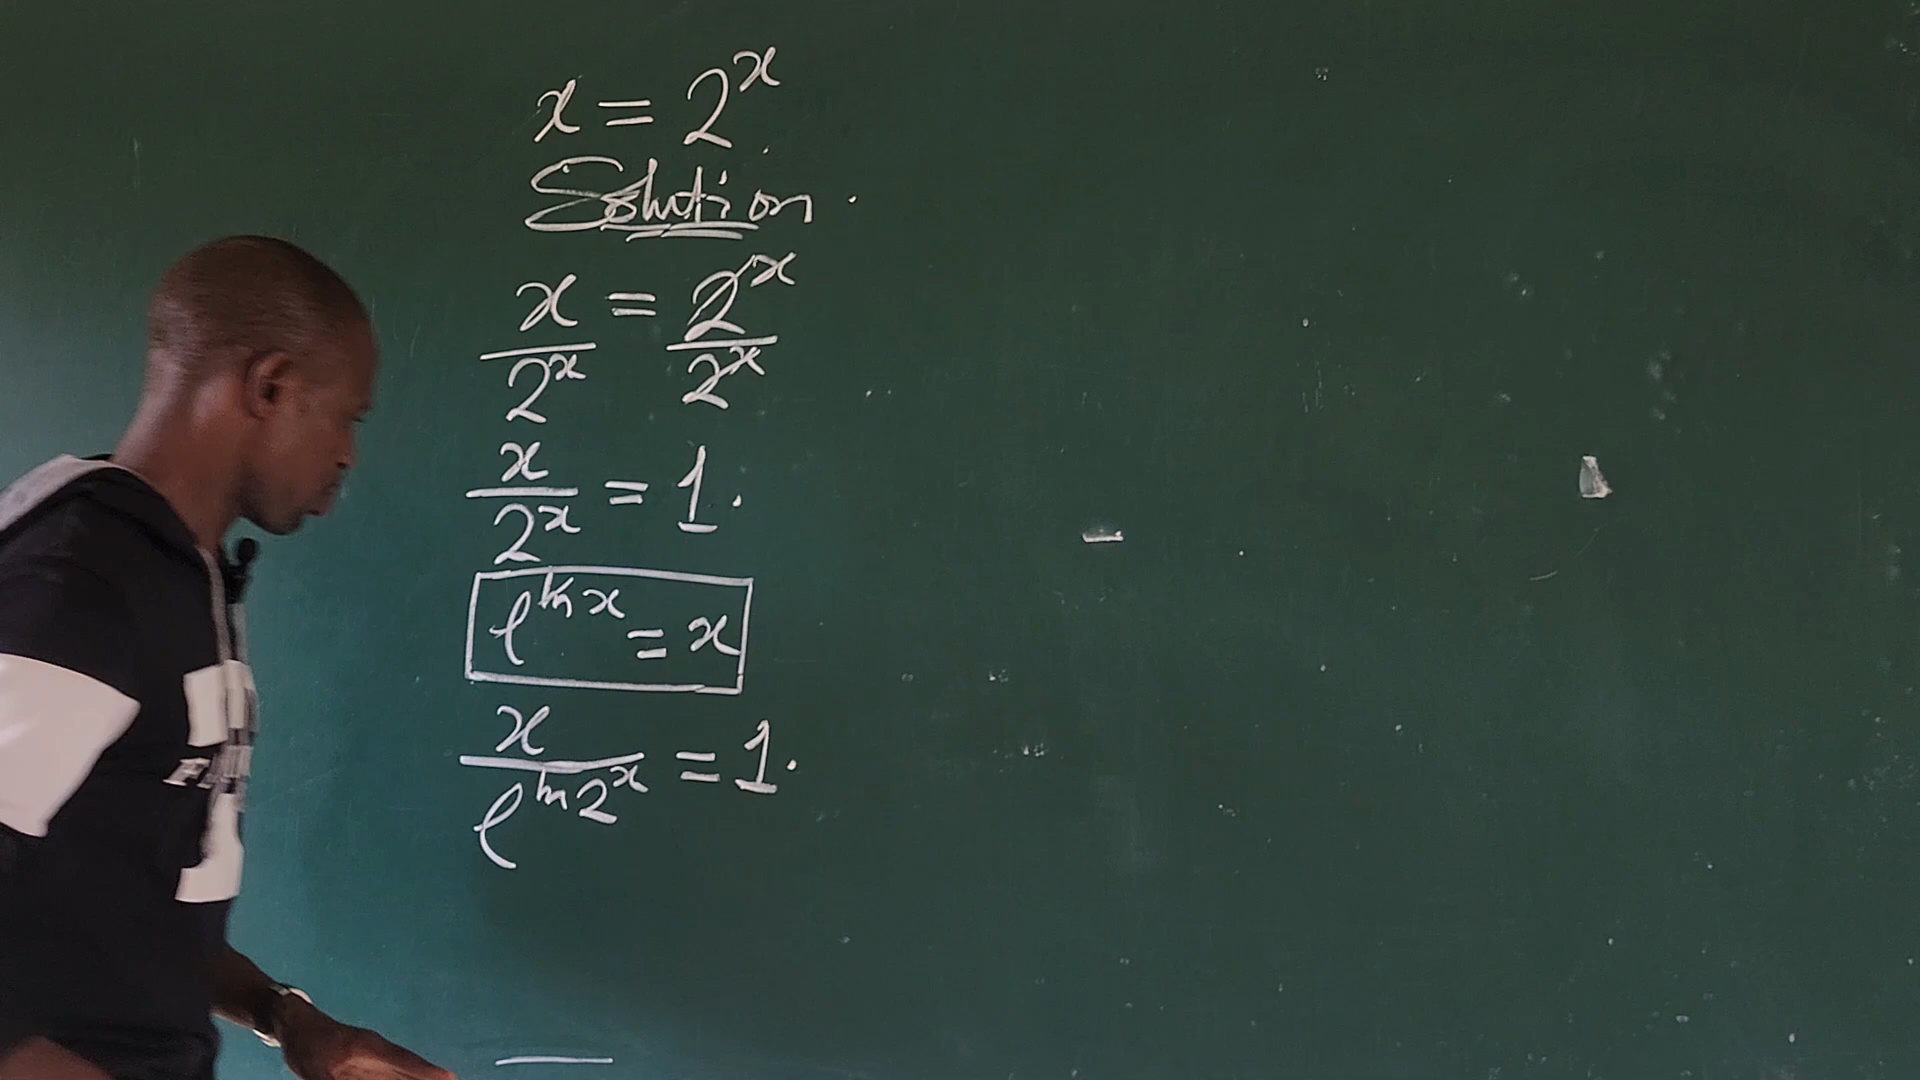 x = 2^x
Solution.
x/2^x = 2^x/2^x
x/2^x = 1.
e^{ln x} = x
x/e^{ln 2^x} = 1.